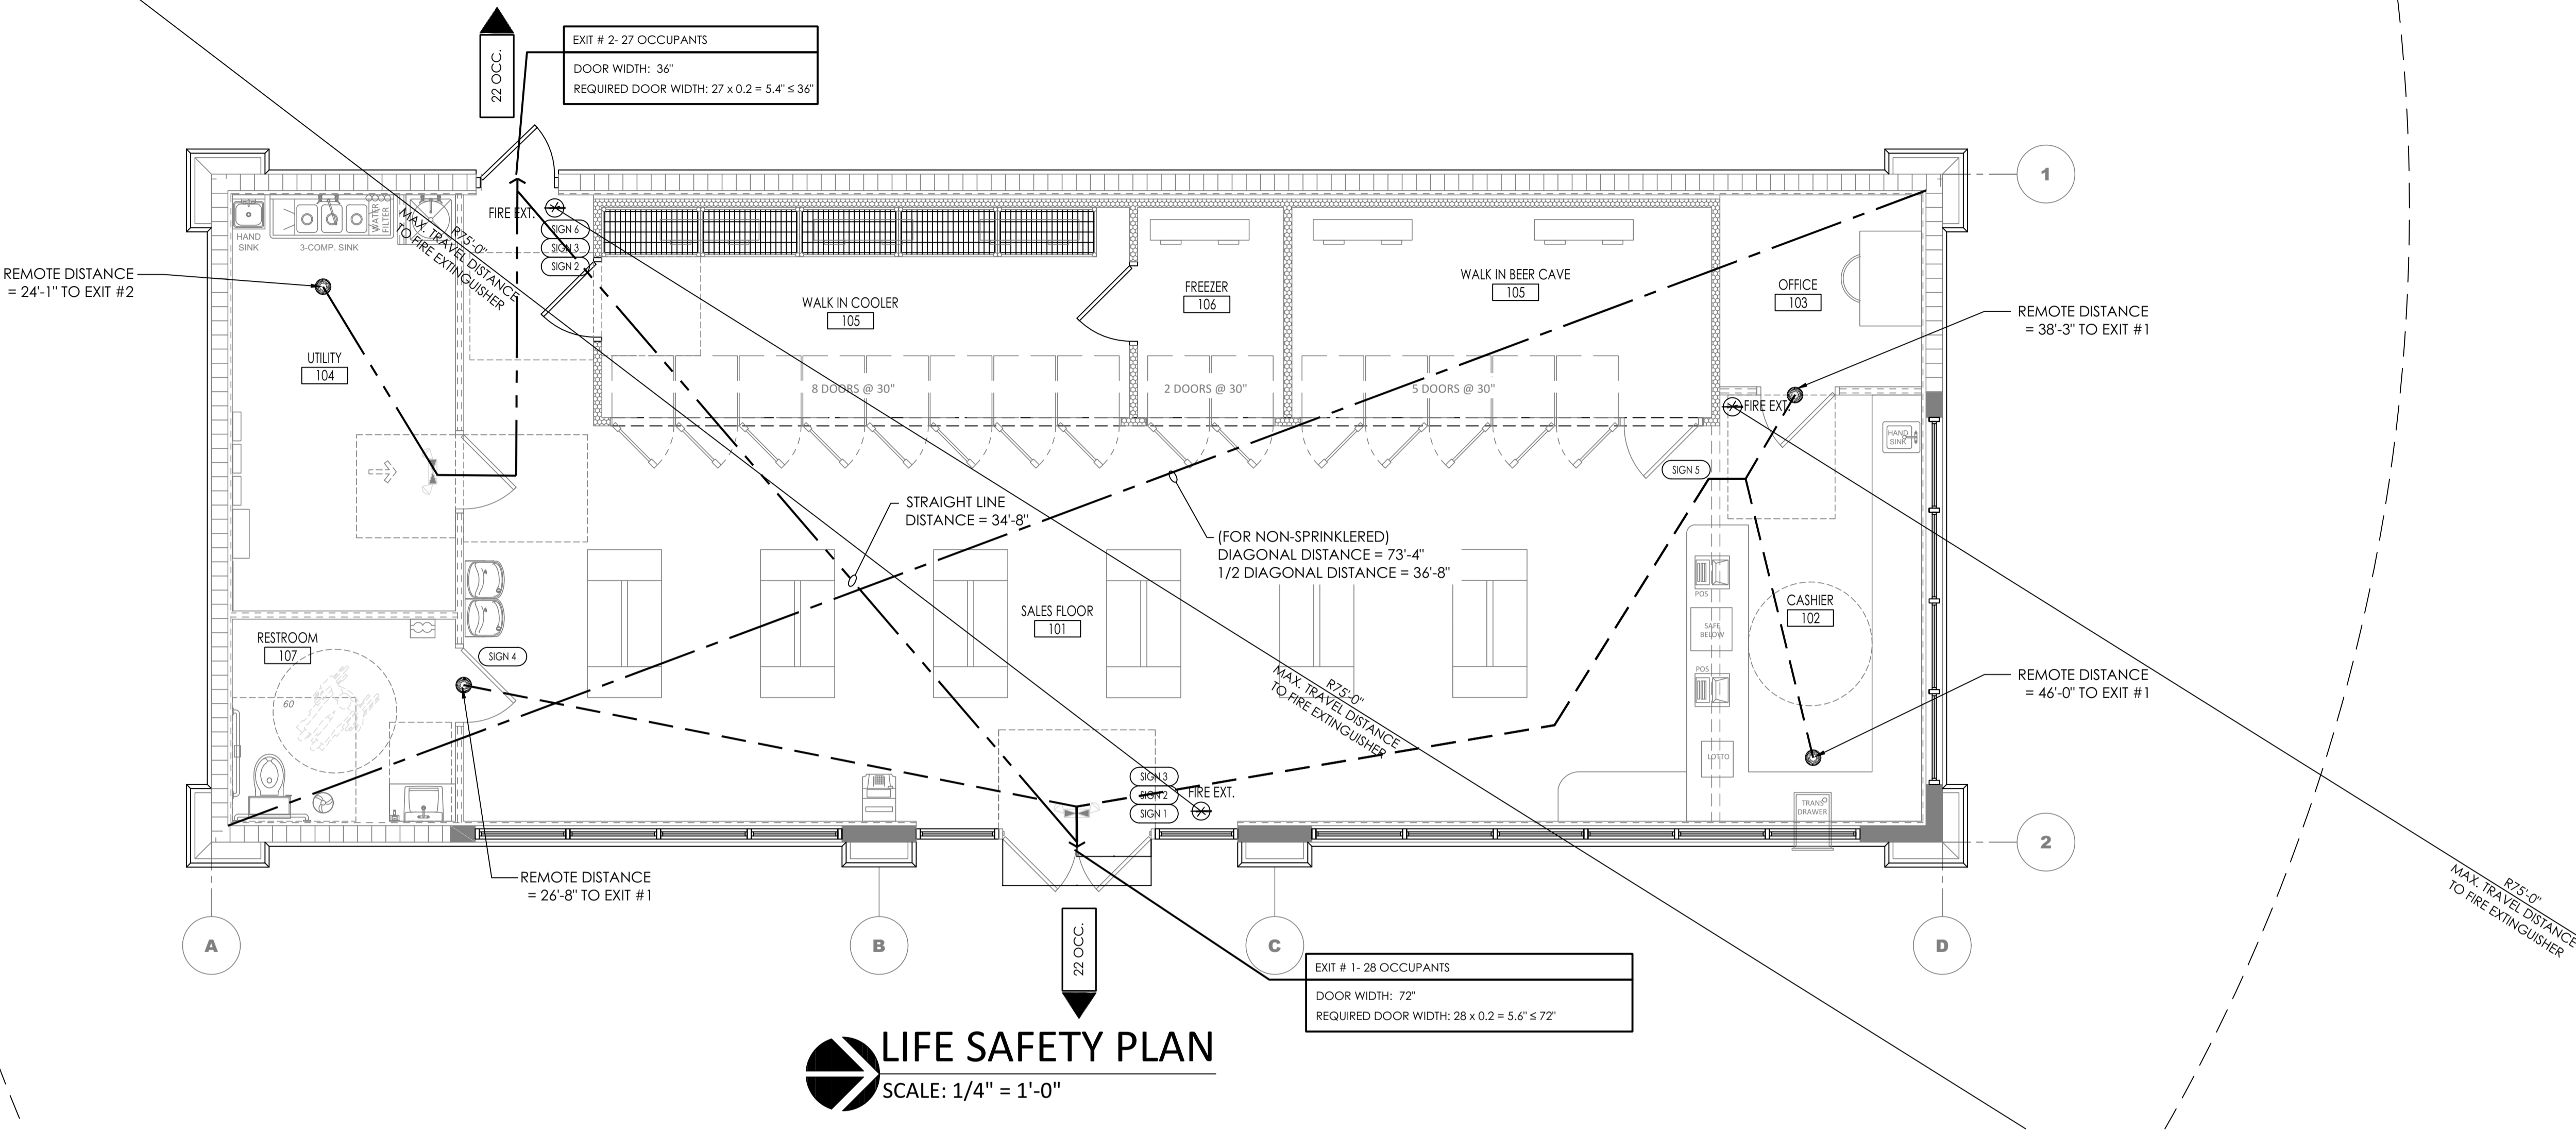 22 OCC.
EXIT # 2- 27 OCCUPANTS
DOOR WIDTH: 36"
REQUIRED DOOR WIDTH: 27 x 0.2 = 5.4" ≤ 36"
1
HAND
SINK
3-COMP. SINK
WATER
FILTER
FIRE EXT.
SIGN 6
SIGN 3
SIGN 2
R75'-0"
MAX. TRAVEL DISTANCE
TO FIRE EXTINGUISHER
REMOTE DISTANCE
= 24'-1" TO EXIT #2
UTILITY
104
WALK IN COOLER
105
FREEZER
106
WALK IN BEER CAVE
105
OFFICE
103
REMOTE DISTANCE
= 38'-3" TO EXIT #1
8 DOORS @ 30"
2 DOORS @ 30"
5 DOORS @ 30"
FIRE EXT.
HAND
SINK
SIGN 5
STRAIGHT LINE
DISTANCE = 34'-8"
(FOR NON-SPRINKLERED)
DIAGONAL DISTANCE = 73'-4"
1/2 DIAGONAL DISTANCE = 36'-8"
POS
SAFE
BELOW
POS
LOTTO
CASHIER
102
SALES FLOOR
101
RESTROOM
107
SIGN 4
60
R75'-0"
MAX. TRAVEL DISTANCE
TO FIRE EXTINGUISHER
REMOTE DISTANCE
= 46'-0" TO EXIT #1
SIGN 3
SIGN 2
SIGN 1
FIRE EXT.
TRANS
DRAWER
2
REMOTE DISTANCE
= 26'-8" TO EXIT #1
R75'-0"
MAX. TRAVEL DISTANCE
TO FIRE EXTINGUISHER
A
B
22 OCC.
C
D
EXIT # 1- 28 OCCUPANTS
DOOR WIDTH: 72"
REQUIRED DOOR WIDTH: 28 x 0.2 = 5.6" ≤ 72"
LIFE SAFETY PLAN
SCALE: 1/4" = 1'-0"